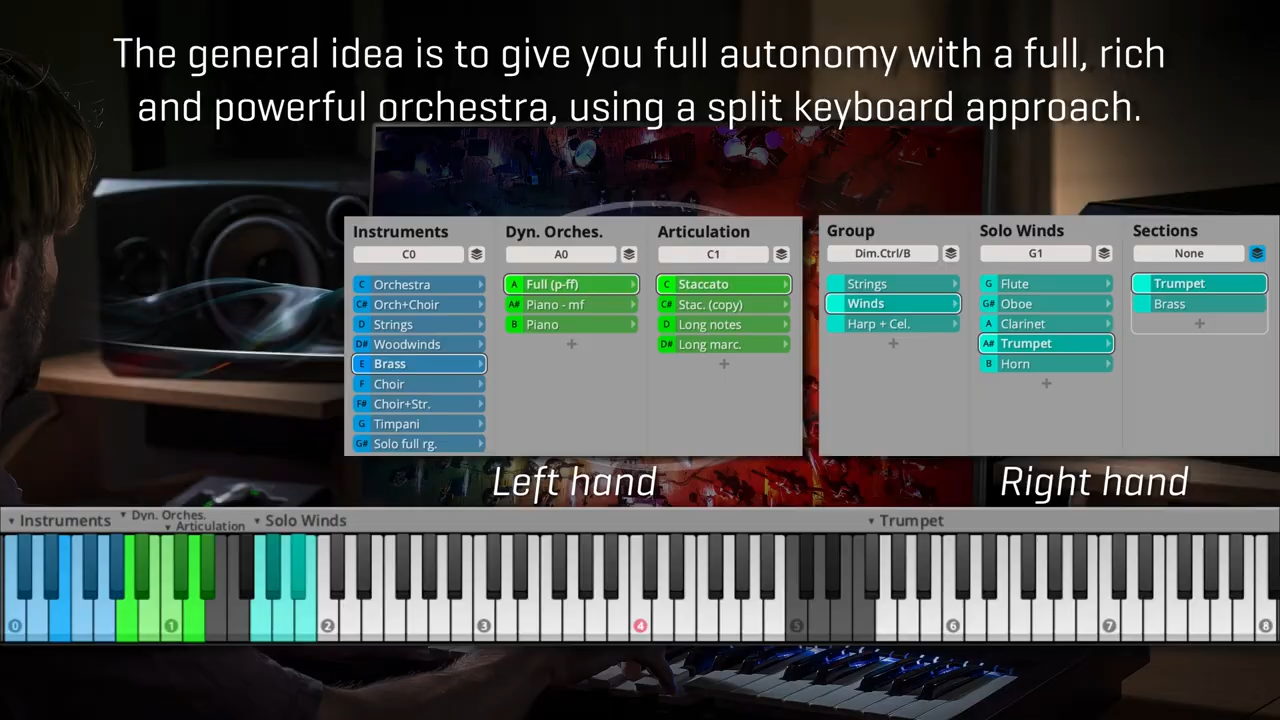 The general idea is to give you full autonomy with a full, rich
and powerful orchestra, using a split keyboard approach.
Instruments
C0
C Orchestra
C# Orch+Choir
D Strings
D# Woodwinds
E Brass
F Choir
F# Choir+Str.
G Timpani
G# Solo full rg.
Dyn. Orches.
A0
A Full (p-ff)
A# Piano - mf
B Piano
+
Articulation
C1
C Staccato
C# Stac. (copy)
D Long notes
D# Long marc.
+
Group
Dim.Ctrl/B
Strings
Winds
Harp + Cel.
+
Solo Winds
G1
G Flute
G# Oboe
A Clarinet
A# Trumpet
B Horn
+
Sections
None
Trumpet
Brass
+
Left hand
Right hand
Instruments
Dyn. Orches.
Articulation
Solo Winds
Trumpet
0 1 2 3 4 5 6 7 8